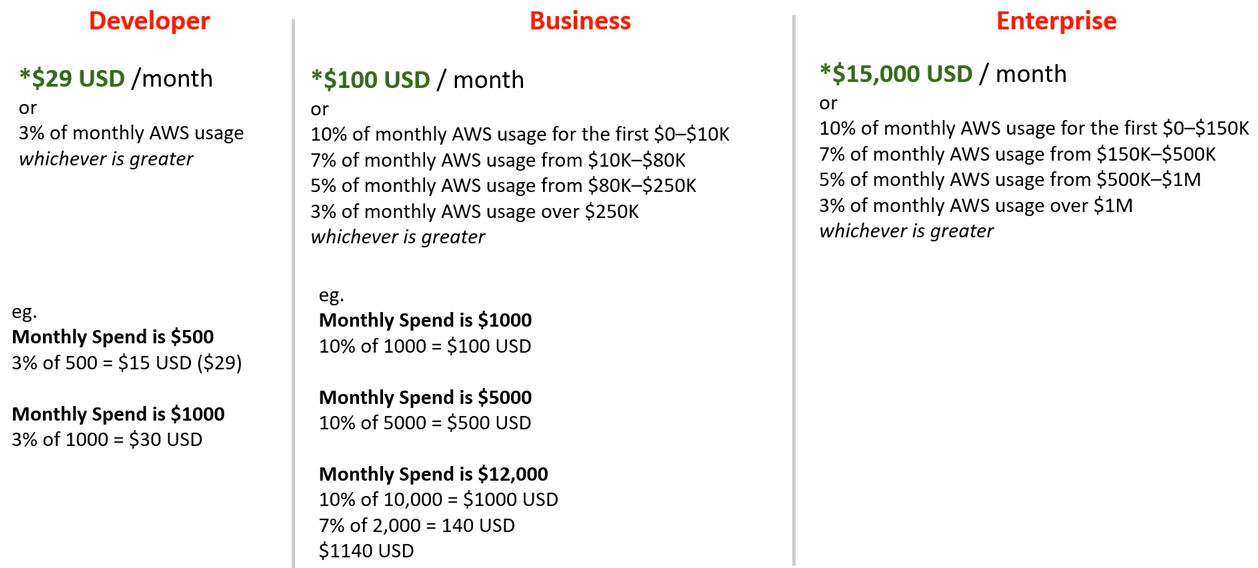 Developer
*$29 USD /month
or
3% of monthly AWS usage
whichever is greater
eg.
Monthly Spend is $500
3% of 500 = $15 USD ($29)
Monthly Spend is $1000
3% of 1000 = $30 USD
Business
*$100 USD / month
or
10% of monthly AWS usage for the first $0–$10K
7% of monthly AWS usage from $10K–$80K
5% of monthly AWS usage from $80K–$250K
3% of monthly AWS usage over $250K
whichever is greater
eg.
Monthly Spend is $1000
10% of 1000 = $100 USD
Monthly Spend is $5000
10% of 5000 = $500 USD
Monthly Spend is $12,000
10% of 10,000 = $1000 USD
7% of 2,000 = 140 USD
$1140 USD
Enterprise
*$15,000 USD / month
or
10% of monthly AWS usage for the first $0–$150K
7% of monthly AWS usage from $150K–$500K
5% of monthly AWS usage from $500K–$1M
3% of monthly AWS usage over $1M
whichever is greater